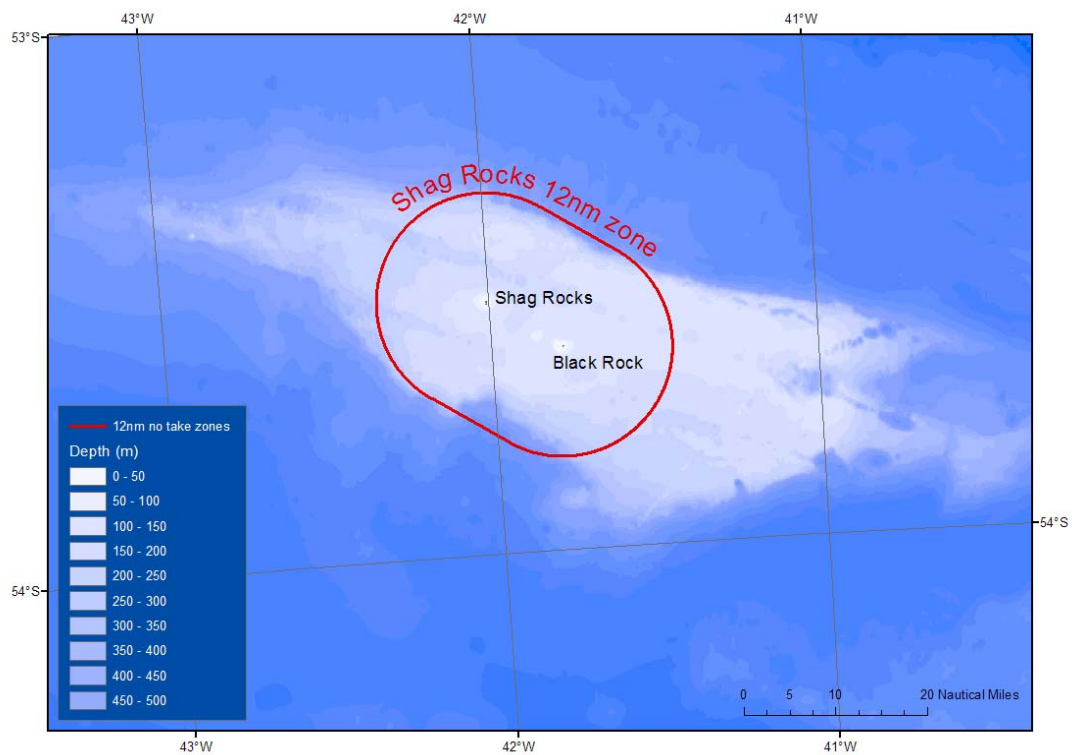 43°W 42°W 41°W
53°S
Shag Rocks 12nm zone
Shag Rocks
Black Rock
12nm no take zones
Depth (m)
0 - 50
50 - 100
100 - 150
150 - 200
200 - 250
250 - 300
300 - 350
350 - 400
400 - 450
450 - 500
54°S
54°S
0 5 10 20 Nautical Miles
43°W 42°W 41°W